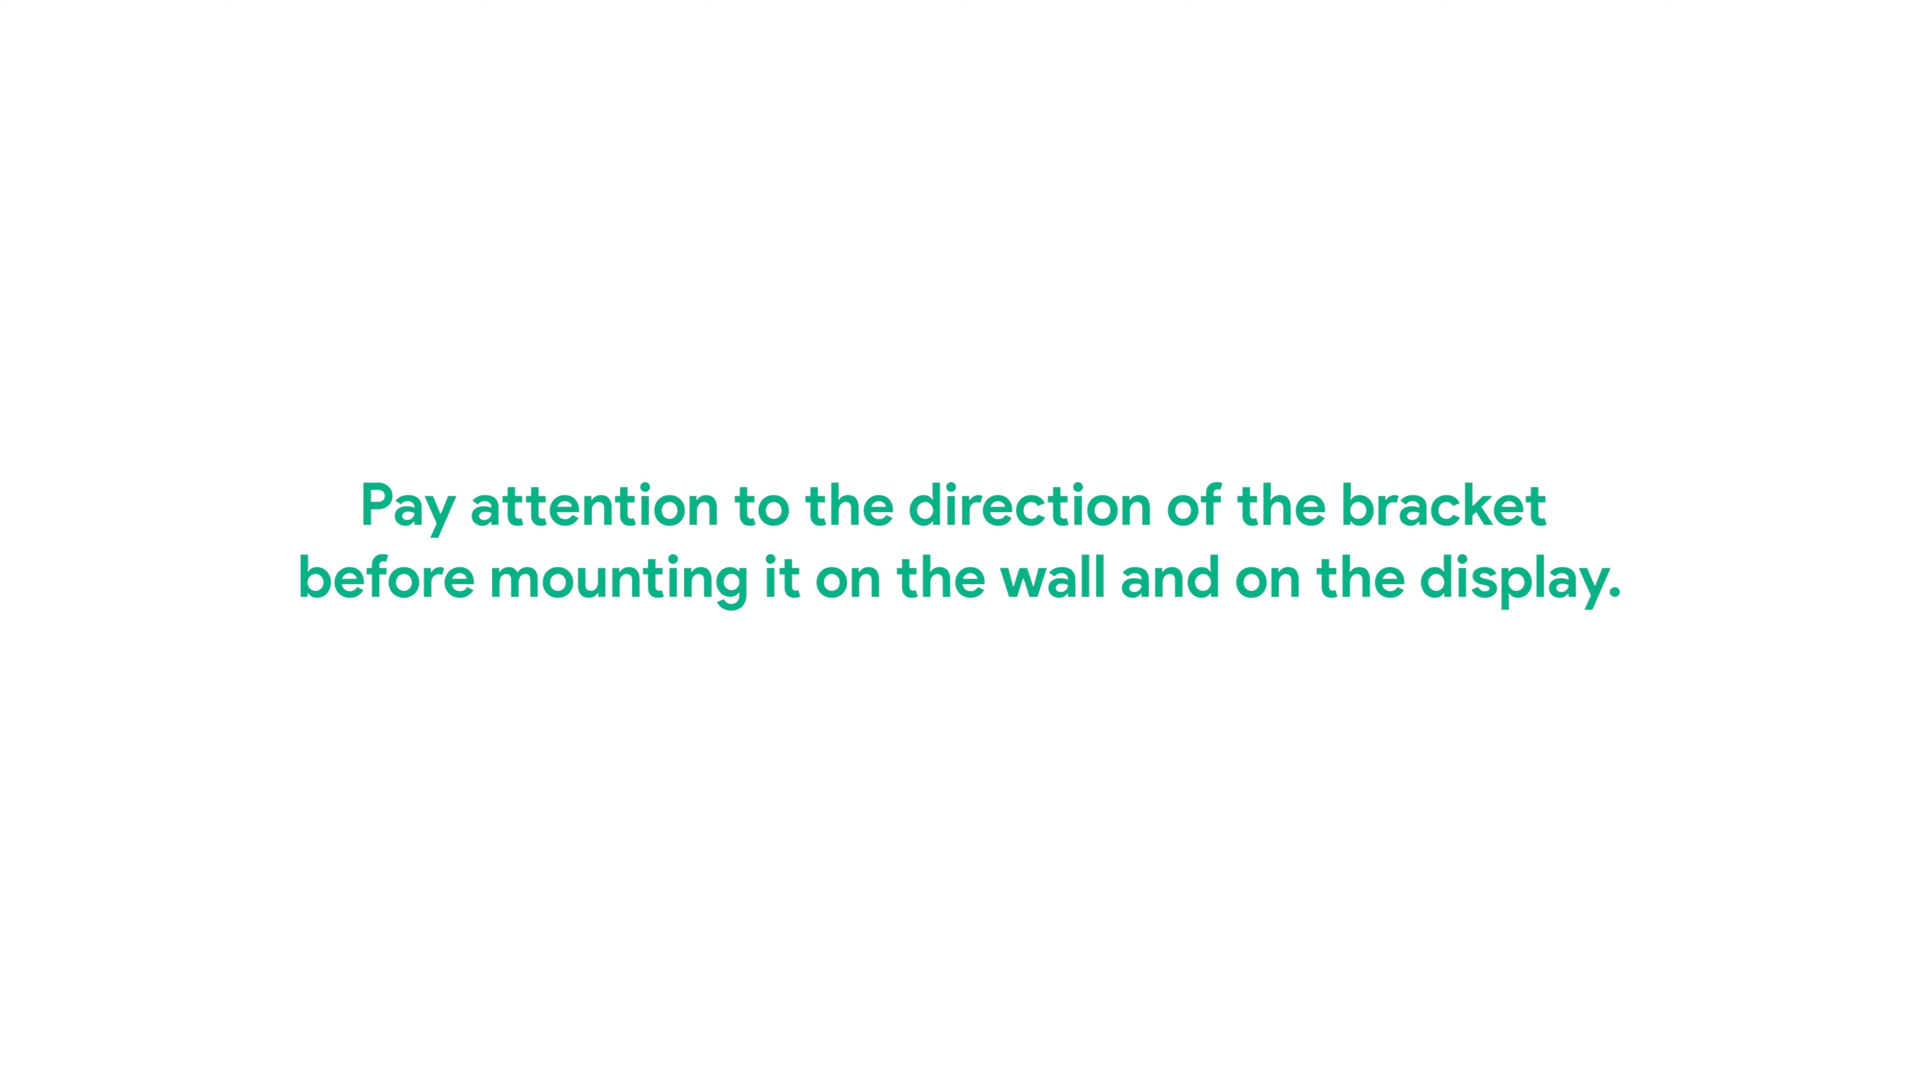 Pay attention to the direction of the bracket
before mounting it on the wall and on the display.